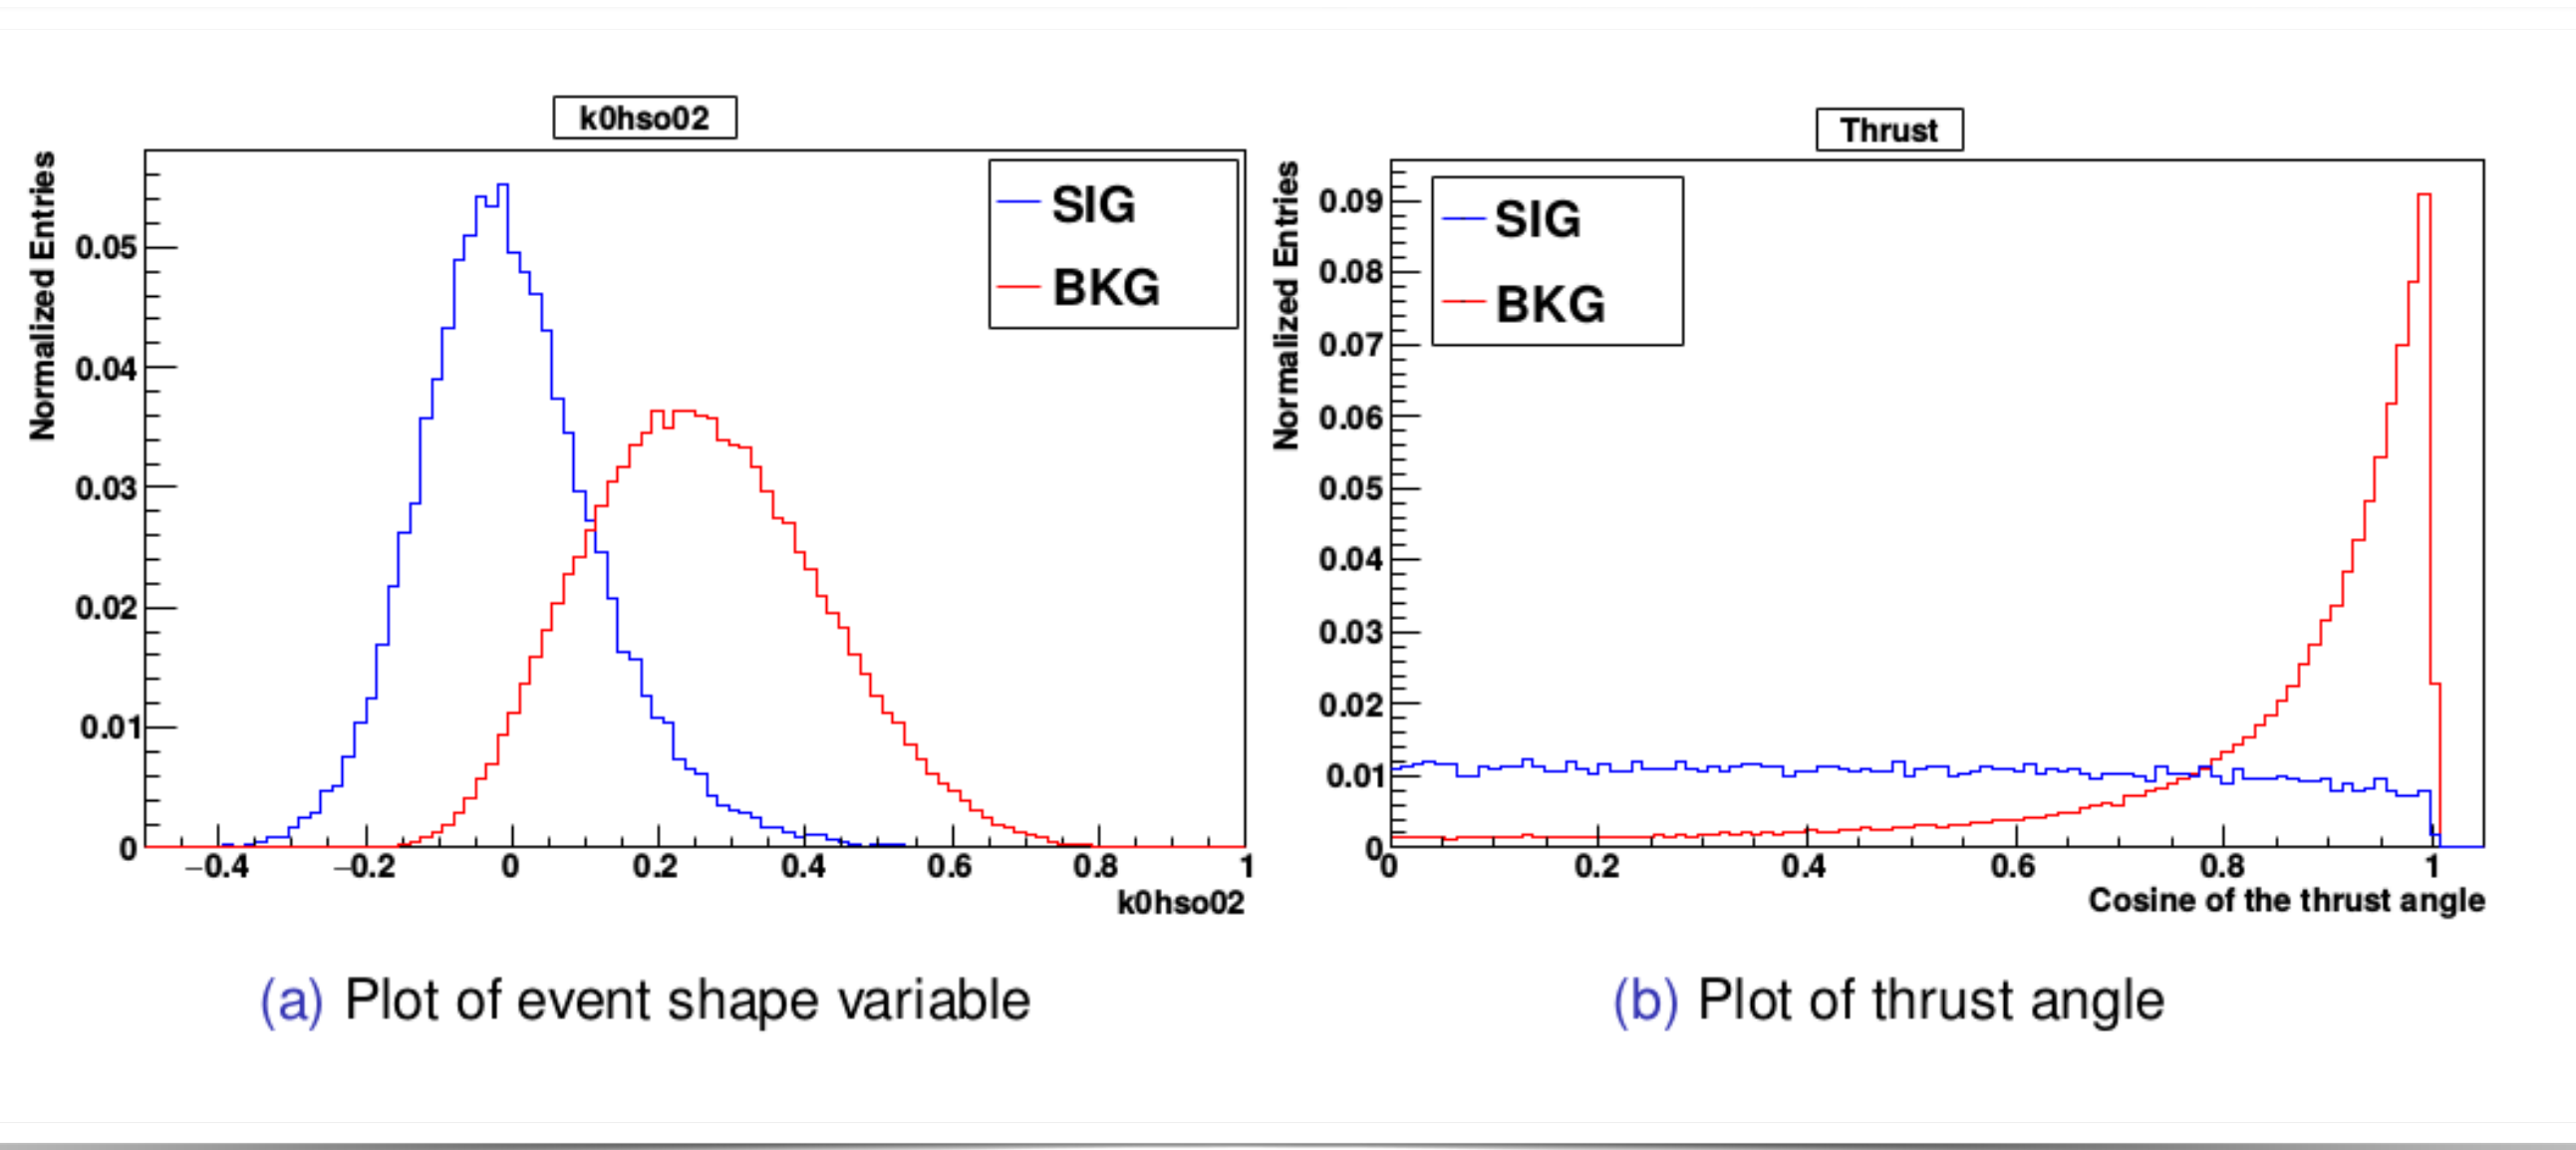 k0hso02
Normalized Entries
SIG
BKG
0.05
0.04
0.03
0.02
0.01
0
−0.4 −0.2 0 0.2 0.4 0.6 0.8 1
k0hso02
(a) Plot of event shape variable
Thrust
Normalized Entries
SIG
BKG
0.09
0.08
0.07
0.06
0.05
0.04
0.03
0.02
0.01
0
0 0.2 0.4 0.6 0.8 1
Cosine of the thrust angle
(b) Plot of thrust angle